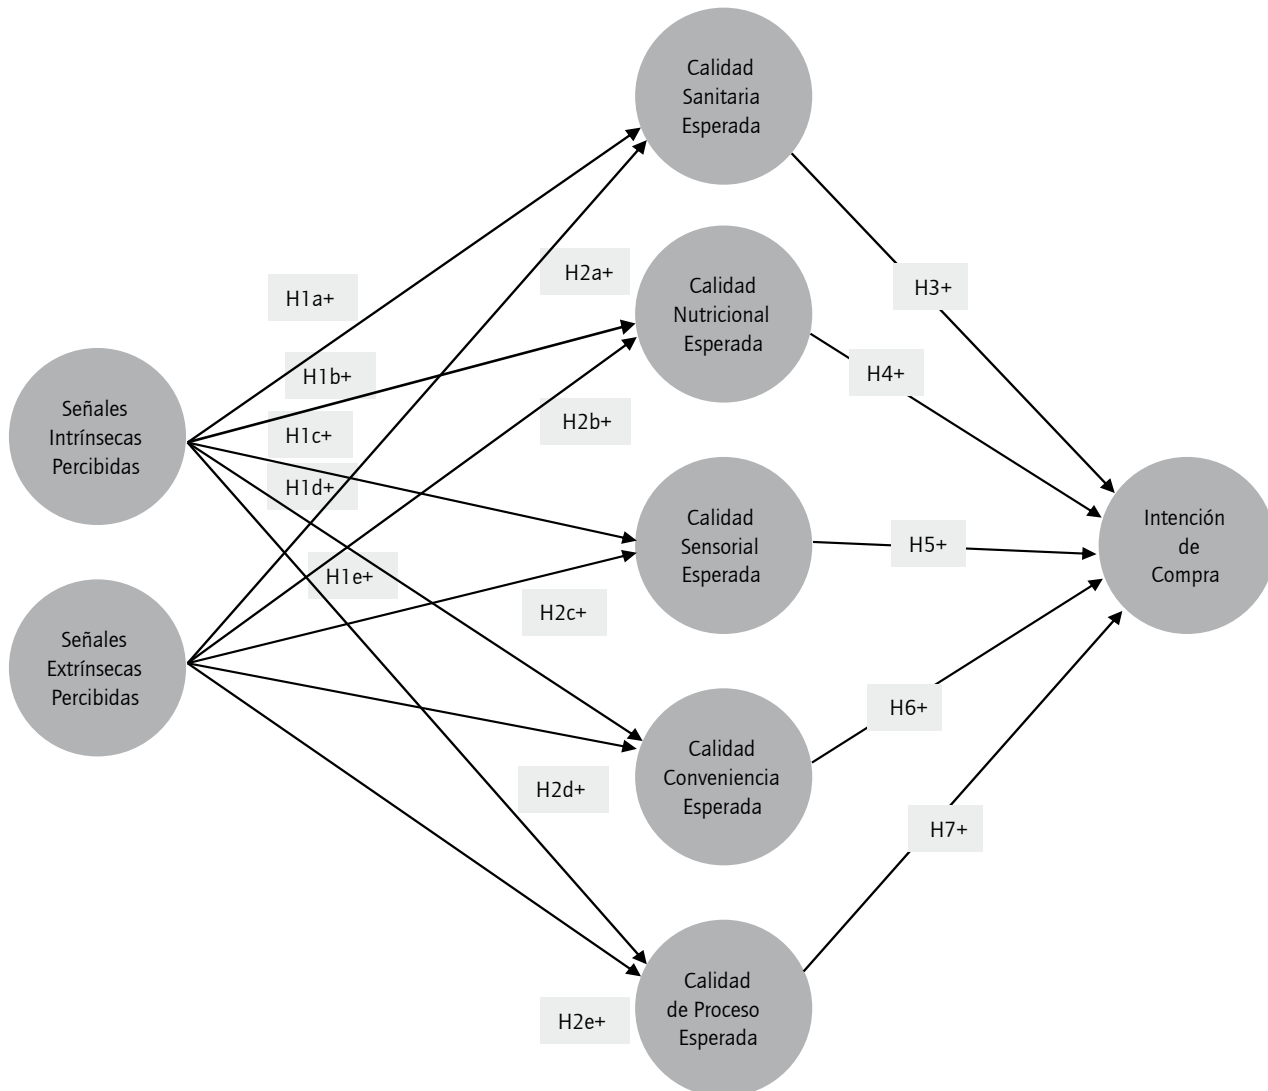 Calidad
Sanitaria
Esperada
H2a+
H3+
Calidad
Nutricional
Esperada
H1a+
H1b+
H4+
Señales
Intrínsecas
Percibidas
H1c+
H2b+
H1d+
Calidad
Sensorial
Esperada
H5+
Intención
de
Compra
H1e+
H2c+
Señales
Extrínsecas
Percibidas
H6+
Calidad
Conveniencia
Esperada
H2d+
H7+
Calidad
de Proceso
Esperada
H2e+